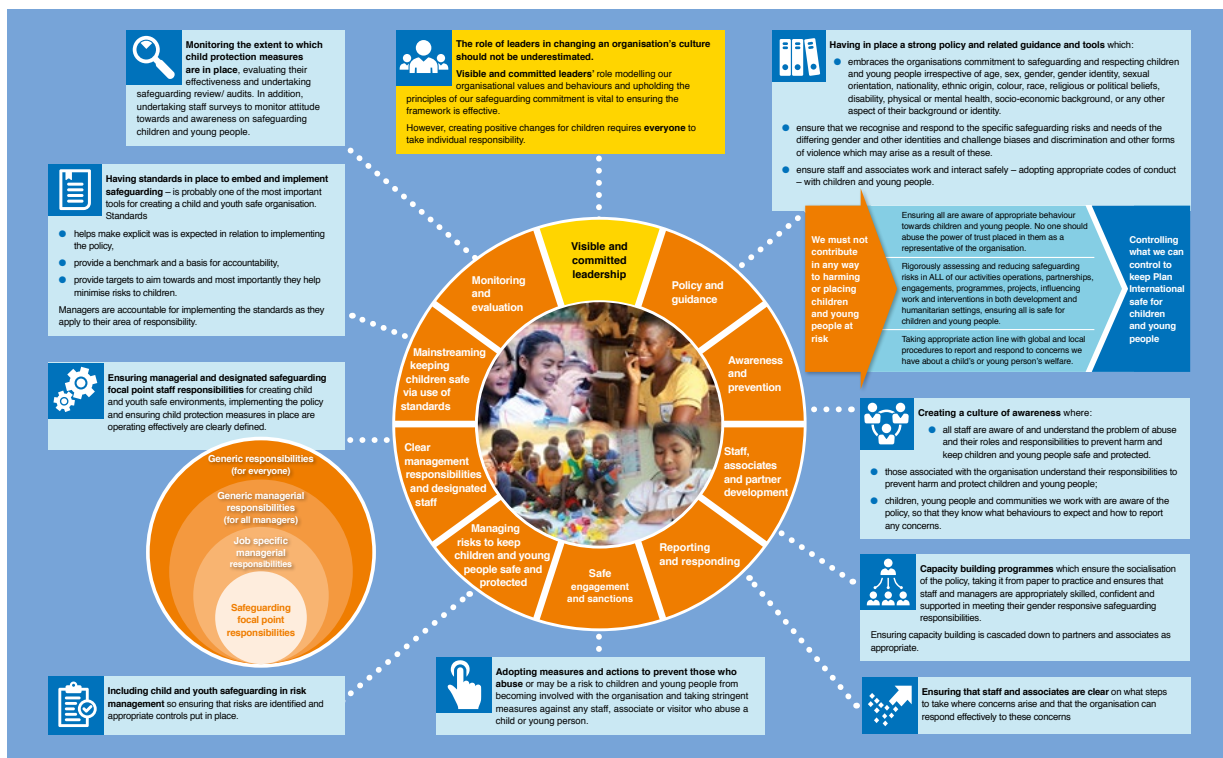 Monitoring the extent to which
child protection measures
are in place, evaluating their
effectiveness and undertaking
safeguarding review/ audits. In addition,
undertaking staff surveys to monitor attitude
towards and awareness on safeguarding
children and young people.
The role of leaders in changing an organisation's culture
should not be underestimated.
Visible and committed leaders' role modelling our
organisational values and behaviours and upholding the
principles of our safeguarding commitment is vital to ensuring the
framework is effective.
However, creating positive changes for children requires everyone to
take individual responsibility.
Having in place a strong policy and related guidance and tools which:
● embraces the organisations commitment to safeguarding and respecting children
and young people irrespective of age, sex, gender, gender identity, sexual
orientation, nationality, ethnic origin, colour, race, religious or political beliefs,
disability, physical or mental health, socio-economic background, or any other
aspect of their background or identity.
● ensure that we recognise and respond to the specific safeguarding risks and needs of the
differing gender and other identities and challenge biases and discrimination and other forms
of violence which may arise as a result of these.
● ensure staff and associates work and interact safely – adopting appropriate codes of conduct
– with children and young people.
We must not
contribute
in any way
to harming
or placing
children
and young
people at
risk
Ensuring all are aware of appropriate behaviour
towards children and young people. No one should
abuse the power of trust placed in them as a
representative of the organisation.
Rigorously assessing and reducing safeguarding
risks in ALL of our activities operations, partnerships,
engagements, programmes, projects, influencing
work and interventions in both development and
humanitarian settings, ensuring all is safe for
children and young people.
Taking appropriate action line with global and local
procedures to report and respond to concerns we
have about a child's or young person's welfare.
Controlling
what we can
control to
keep Plan
International
safe for
children
and young
people
Having standards in place to embed and implement
safeguarding – is probably one of the most important
tools for creating a child and youth safe organisation.
Standards
● helps make explicit was is expected in relation to implementing
the policy,
● provide a benchmark and a basis for accountability,
● provide targets to aim towards and most importantly they help
minimise risks to children.
Managers are accountable for implementing the standards as they
apply to their area of responsibility.
Ensuring managerial and designated safeguarding
focal point staff responsibilities for creating child
and youth safe environments, implementing the policy
and ensuring child protection measures in place are
operating effectively are clearly defined.
Generic responsibilities
(for everyone)
Generic managerial
responsibilities
(for all managers)
Job specific
managerial
responsibilities
Safeguarding
focal point
responsibilities
Visible and
committed
leadership
Policy and
guidance
Awareness
and
prevention
Staff,
associates
and partner
development
Reporting
and responding
Safe
engagement
and sanctions
Managing
risks to keep
children and young
people safe and
protected
Clear
management
responsibilities
and designated
staff
Mainstreaming
keeping
children safe
via use of
standards
Monitoring
and
evaluation
Creating a culture of awareness where:
● all staff are aware of and understand the problem of abuse
and their roles and responsibilities to prevent harm and
keep children and young people safe and protected.
● those associated with the organisation understand their responsibilities to
prevent harm and protect children and young people;
● children, young people and communities we work with are aware of the
policy, so that they know what behaviours to expect and how to report
any concerns.
Capacity building programmes which ensure the socialisation
of the policy, taking it from paper to practice and ensures that
staff and managers are appropriately skilled, confident and
supported in meeting their gender responsive safeguarding
responsibilities.
Ensuring capacity building is cascaded down to partners and associates as
appropriate.
Ensuring that staff and associates are clear on what steps
to take where concerns arise and that the organisation can
respond effectively to these concerns
Adopting measures and actions to prevent those who
abuse or may be a risk to children and young people from
becoming involved with the organisation and taking stringent
measures against any staff, associate or visitor who abuse a
child or young person.
Including child and youth safeguarding in risk
management so ensuring that risks are identified and
appropriate controls put in place.